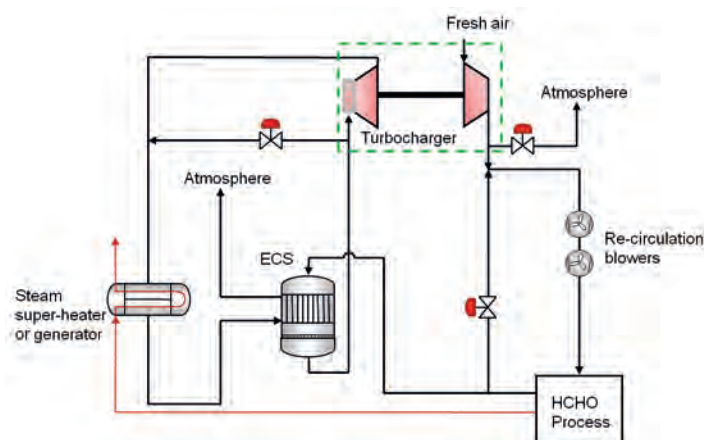 Fresh air
Atmosphere
Turbocharger
Atmosphere
ECS
Re-circulation
blowers
Steam
super-heater
or generator
HCHO
Process